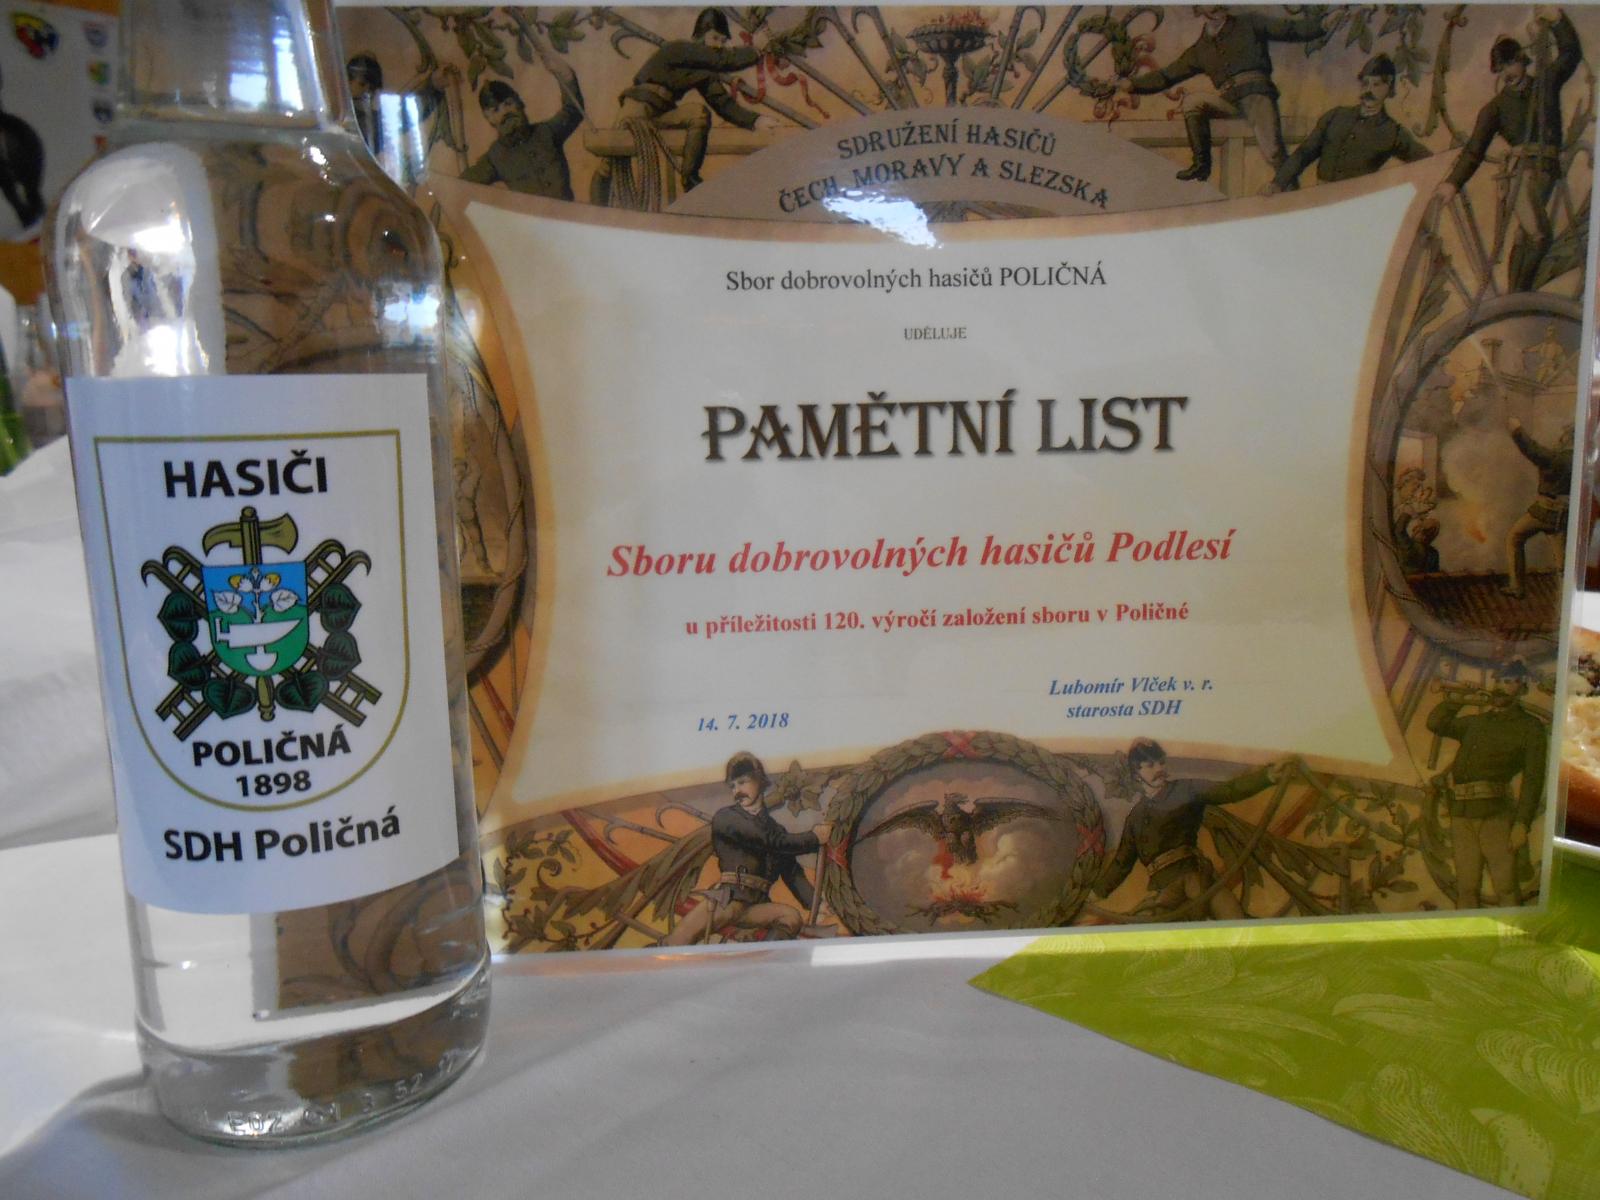 HASIČI
POLIČNÁ
1898
SDH Poličná
SDRUŽENÍ HASIČŮ
ČECH, MORAVY A SLEZSKA
Sbor dobrovolných hasičů POLIČNÁ
UDĚLUJE
PAMĚTNÍ LIST
Sboru dobrovolných hasičů Podlesí
u příležitosti 120. výročí založení sboru v Poličné
Lubomír Vlček v. r.
14. 7. 2018
starosta SDH